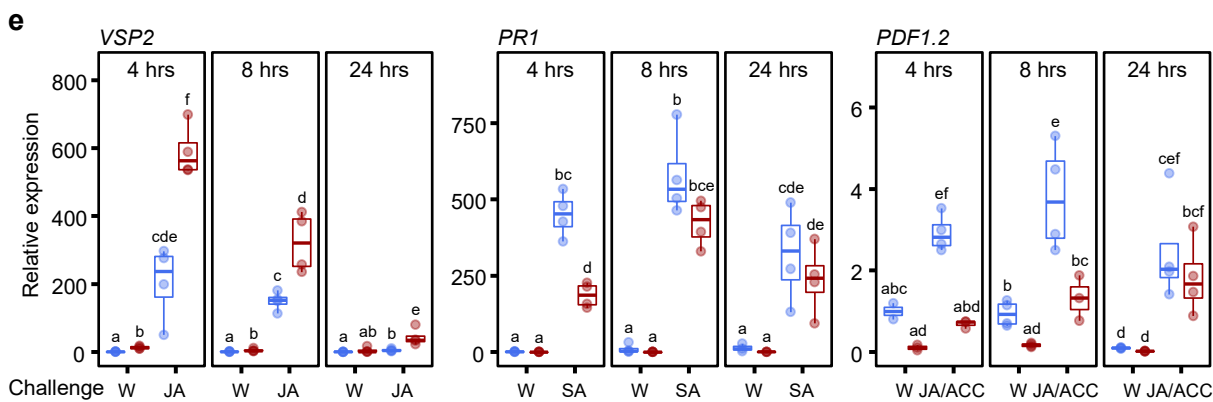 e
VSP2 PR1 PDF1.2
4 hrs 8 hrs 24 hrs 4 hrs 8 hrs 24 hrs 4 hrs 8 hrs 24 hrs
Relative expression
800
600
400
200
0
a b cde f
a b c d
a ab b e
750
500
250
0
a a bc d
a a b bce
a a cde de
6
4
2
0
abc ad ef abd
b ad e bc
d d cef bcf
Challenge W JA W JA W JA W SA W SA W SA W JA/ACC W JA/ACC W JA/ACC